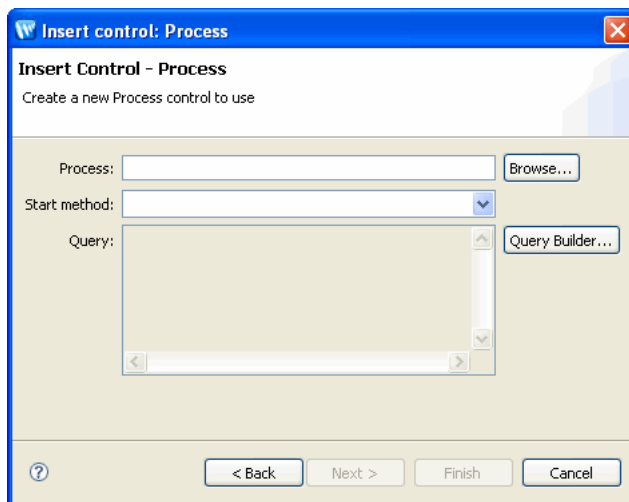 Insert control: Process
Insert Control - Process
Create a new Process control to use
Process:
Browse...
Start method:
Query:
Query Builder...
?
< Back
Next >
Finish
Cancel